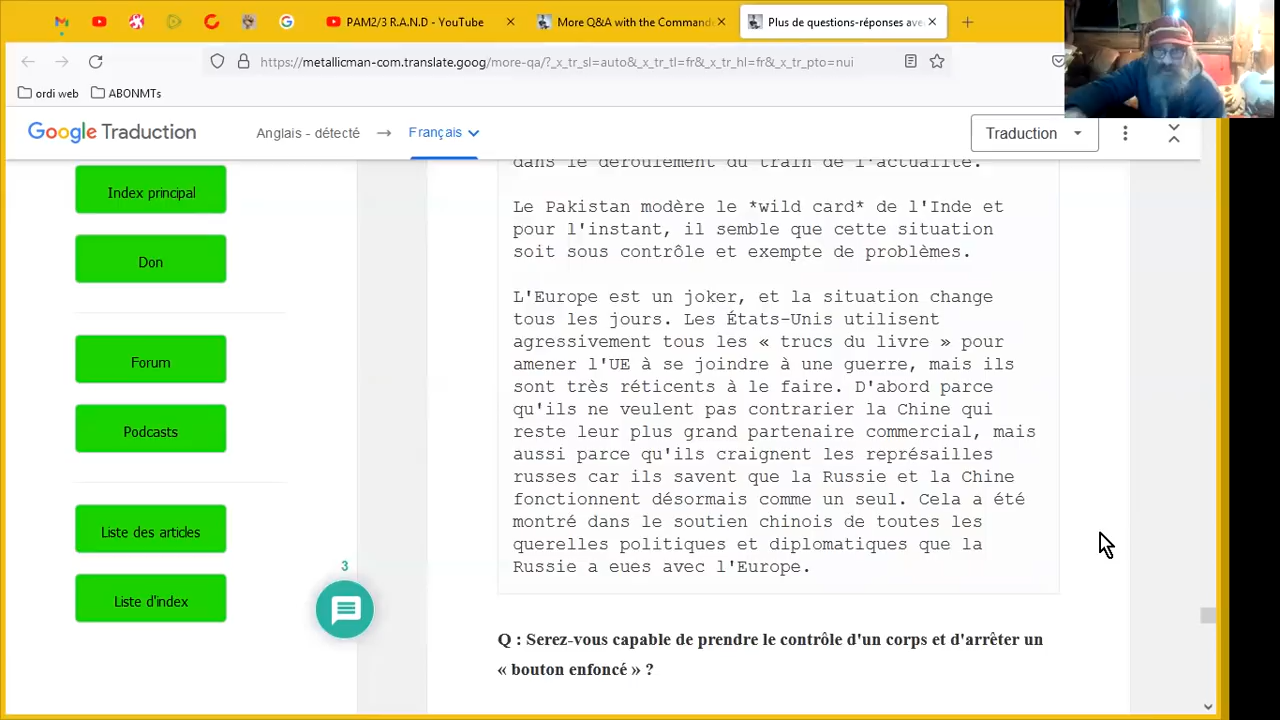 PAM2/3 R.A.N.D - YouTube
More Q&A with the Command
Plus de questions-réponses ave
https://metallicman-com.translate.goog/more-qa/?_x_tr_sl=auto&_x_tr_tl=fr&_x_tr_hl=fr&_x_tr_pto=nui
ordi web
ABONMTs
Google Traduction
Anglais - détecté
Français
Traduction
Index principal
Don
Forum
Podcasts
Liste des articles
Liste d'index
3
dans le déroulement du train de l'actualité.
Le Pakistan modère le *wild card* de l'Inde et
pour l'instant, il semble que cette situation
soit sous contrôle et exempte de problèmes.
L'Europe est un joker, et la situation change
tous les jours. Les États-Unis utilisent
agressivement tous les « trucs du livre » pour
amener l'UE à se joindre à une guerre, mais ils
sont très réticents à le faire. D'abord parce
qu'ils ne veulent pas contrarier la Chine qui
reste leur plus grand partenaire commercial, mais
aussi parce qu'ils craignent les représailles
russes car ils savent que la Russie et la Chine
fonctionnent désormais comme un seul. Cela a été
montré dans le soutien chinois de toutes les
querelles politiques et diplomatiques que la
Russie a eues avec l'Europe.
Q : Serez-vous capable de prendre le contrôle d'un corps et d'arrêter un
« bouton enfoncé » ?